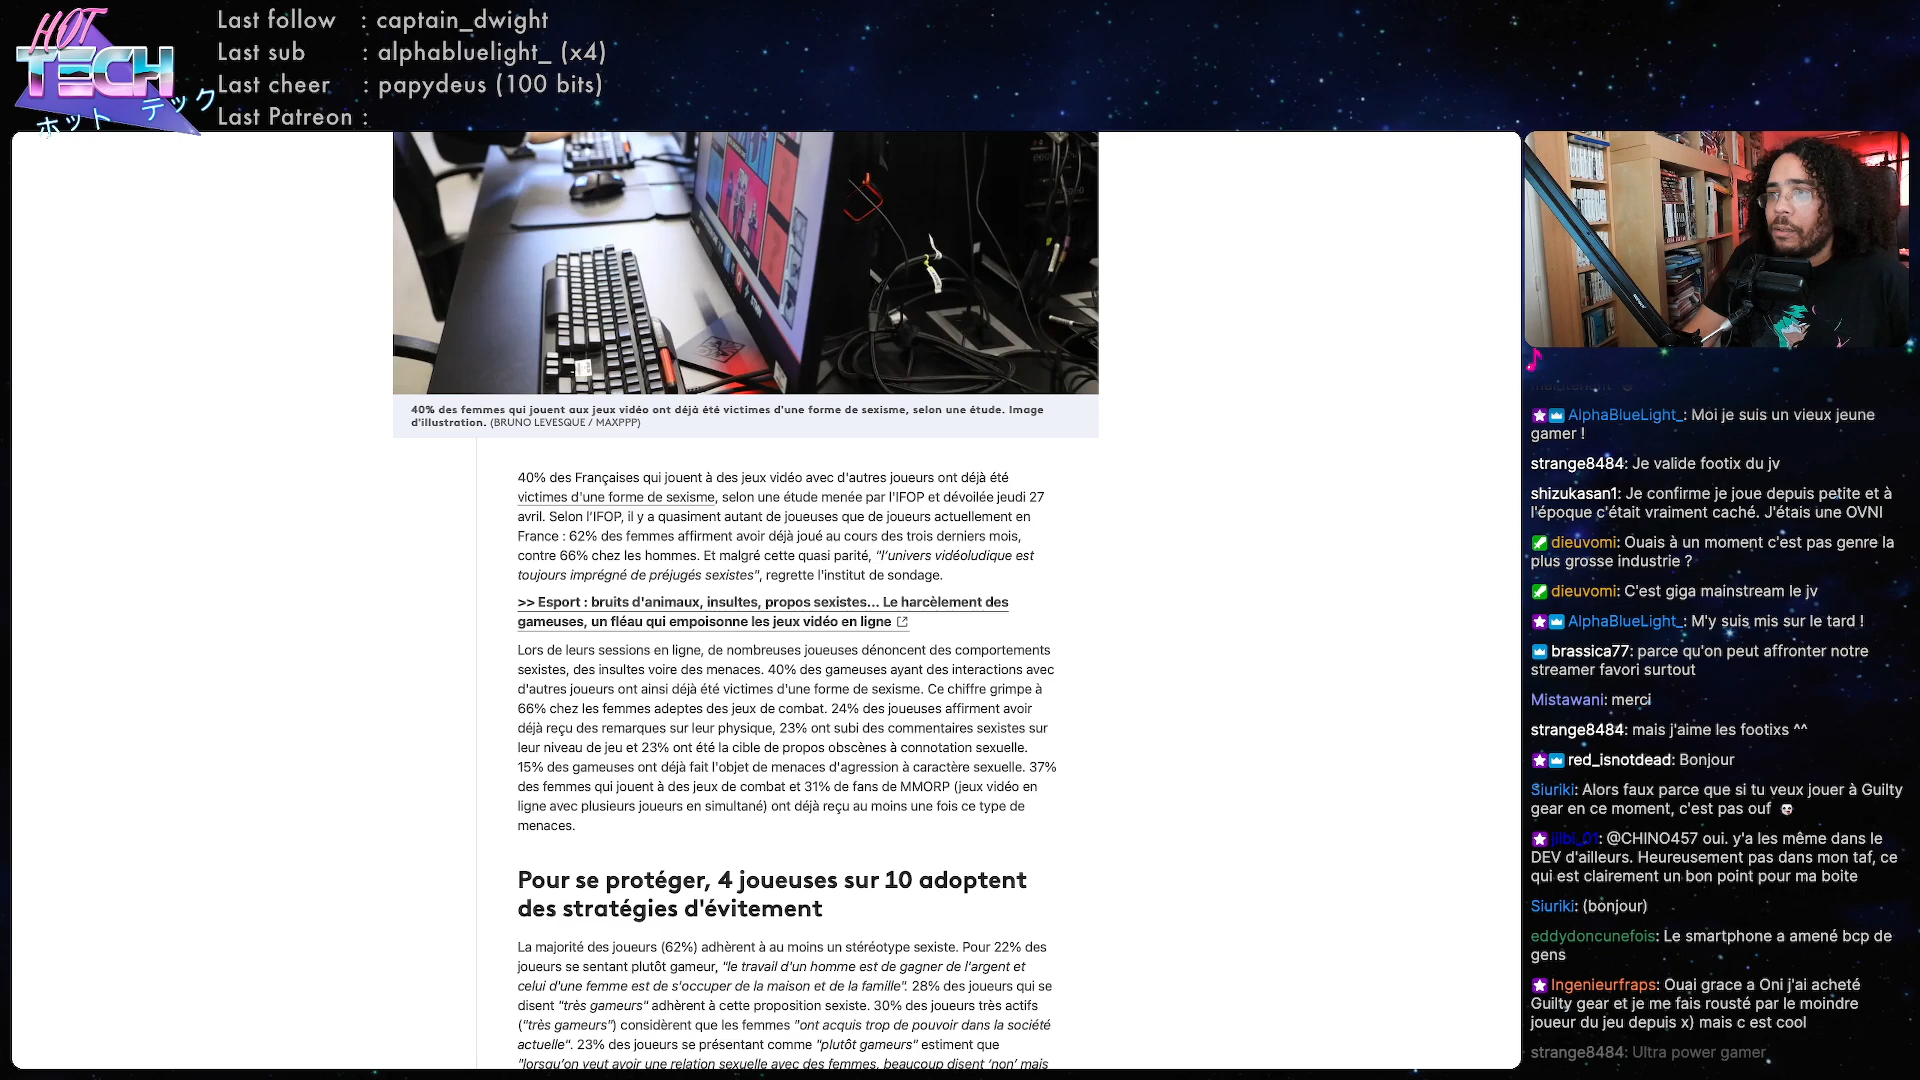 HOT
TECH
ホット テック
Last follow : captain_dwight
Last sub : alphabluelight_ (x4)
Last cheer : papydeus (100 bits)
Last Patreon :
40% des femmes qui jouent aux jeux vidéo ont déjà été victimes d'une forme de sexisme, selon une étude. Image
d'illustration. (BRUNO LEVESQUE / MAXPPP)
40% des Françaises qui jouent à des jeux vidéo avec d'autres joueurs ont déjà été
victimes d'une forme de sexisme, selon une étude menée par l'IFOP et dévoilée jeudi 27
avril. Selon l'IFOP, il y a quasiment autant de joueuses que de joueurs actuellement en
France : 62% des femmes affirment avoir déjà joué au cours des trois derniers mois,
contre 66% chez les hommes. Et malgré cette quasi parité, "l'univers vidéoludique est
toujours imprégné de préjugés sexistes", regrette l'institut de sondage.
>> Esport : bruits d'animaux, insultes, propos sexistes... Le harcèlement des
gameuses, un fléau qui empoisonne les jeux vidéo en ligne
Lors de leurs sessions en ligne, de nombreuses joueuses dénoncent des comportements
sexistes, des insultes voire des menaces. 40% des gameuses ayant des interactions avec
d'autres joueurs ont ainsi déjà été victimes d'une forme de sexisme. Ce chiffre grimpe à
66% chez les femmes adeptes des jeux de combat. 24% des joueuses affirment avoir
déjà reçu des remarques sur leur physique, 23% ont subi des commentaires sexistes sur
leur niveau de jeu et 23% ont été la cible de propos obscènes à connotation sexuelle.
15% des gameuses ont déjà fait l'objet de menaces d'agression à caractère sexuelle. 37%
des femmes qui jouent à des jeux de combat et 31% de fans de MMORP (jeux vidéo en
ligne avec plusieurs joueurs en simultané) ont déjà reçu au moins une fois ce type de
menaces.
Pour se protéger, 4 joueuses sur 10 adoptent
des stratégies d'évitement
La majorité des joueurs (62%) adhèrent à au moins un stéréotype sexiste. Pour 22% des
joueurs se sentant plutôt gameur, "le travail d'un homme est de gagner de l'argent et
celui d'une femme est de s'occuper de la maison et de la famille". 28% des joueurs qui se
disent "très gameurs" adhèrent à cette proposition sexiste. 30% des joueurs très actifs
("très gameurs") considèrent que les femmes "ont acquis trop de pouvoir dans la société
actuelle". 23% des joueurs se présentant comme "plutôt gameurs" estiment que
"lorsqu'on veut avoir une relation sexuelle avec des femmes, beaucoup disent 'non' mais
AlphaBlueLight_: Moi je suis un vieux jeune
gamer !
strange8484: Je valide footix du jv
shizukasan1: Je confirme je joue depuis petite et à
l'époque c'était vraiment caché. J'étais une OVNI
dieuvomi: Ouais à un moment c'est pas genre la
plus grosse industrie ?
dieuvomi: C'est giga mainstream le jv
AlphaBlueLight_: M'y suis mis sur le tard !
brassica77: parce qu'on peut affronter notre
streamer favori surtout
Mistawani: merci
strange8484: mais j'aime les footixs ^^
red_isnotdead: Bonjour
Siuriki: Alors faux parce que si tu veux jouer à Guilty
gear en ce moment, c'est pas ouf
jibi_01: @CHINO457 oui. y'a les même dans le
DEV d'ailleurs. Heureusement pas dans mon taf, ce
qui est clairement un bon point pour ma boite
Siuriki: (bonjour)
eddydoncunefois: Le smartphone a amené bcp de
gens
Ingenieurfraps: Ouai grace a Oni j'ai acheté
Guilty gear et je me fais rousté par le moindre
joueur du jeu depuis x) mais c est cool
strange8484: Ultra power gamer